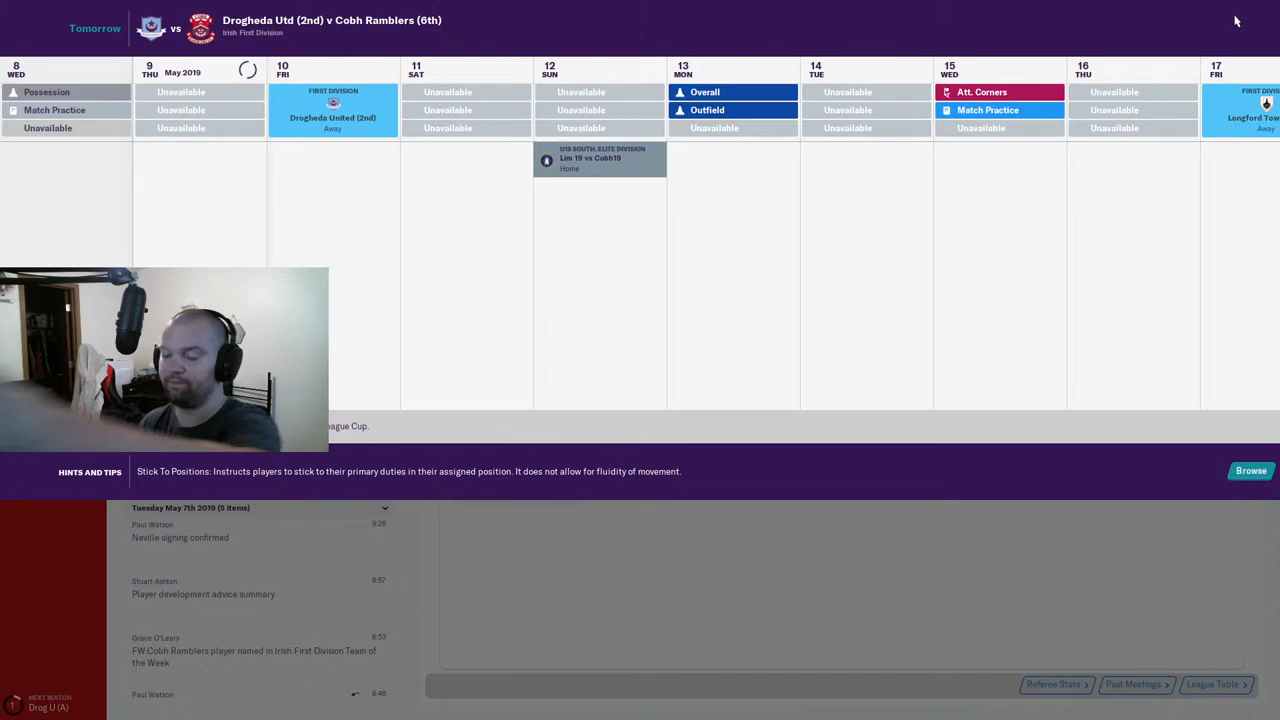 Tomorrow
vs
Drogheda Utd (2nd) v Cobh Ramblers (6th)
Irish First Division
8
WED
Possession
Match Practice
Unavailable
9
THU
May 2019
Unavailable
Unavailable
Unavailable
10
FRI
FIRST DIVISION
Drogheda United (2nd)
Away
11
SAT
Unavailable
Unavailable
Unavailable
12
SUN
Unavailable
Unavailable
Unavailable
U19 SOUTH. ELITE DIVISION
Lim 19 vs Cobh19
Home
13
MON
Overall
Outfield
Unavailable
14
TUE
Unavailable
Unavailable
Unavailable
15
WED
Att. Corners
Match Practice
Unavailable
16
THU
Unavailable
Unavailable
Unavailable
17
FRI
FIRST DIVIS
Longford Tow
Away
ague Cup.
HINTS AND TIPS
Stick To Positions: Instructs players to stick to their primary duties in their assigned position. It does not allow for fluidity of movement.
Browse
Tuesday May 7th 2019 (5 items)
Paul Watson
9:26
Neville signing confirmed
Stuart Ashton
8:57
Player development advice summary
Grace O'Leary
8:53
FW:Cobh Ramblers player named in Irish First Division Team of
the Week
Paul Watson
8:46
Referee Stats
Past Meetings
League Table
1
NEXT MATCH
Drog U (A)